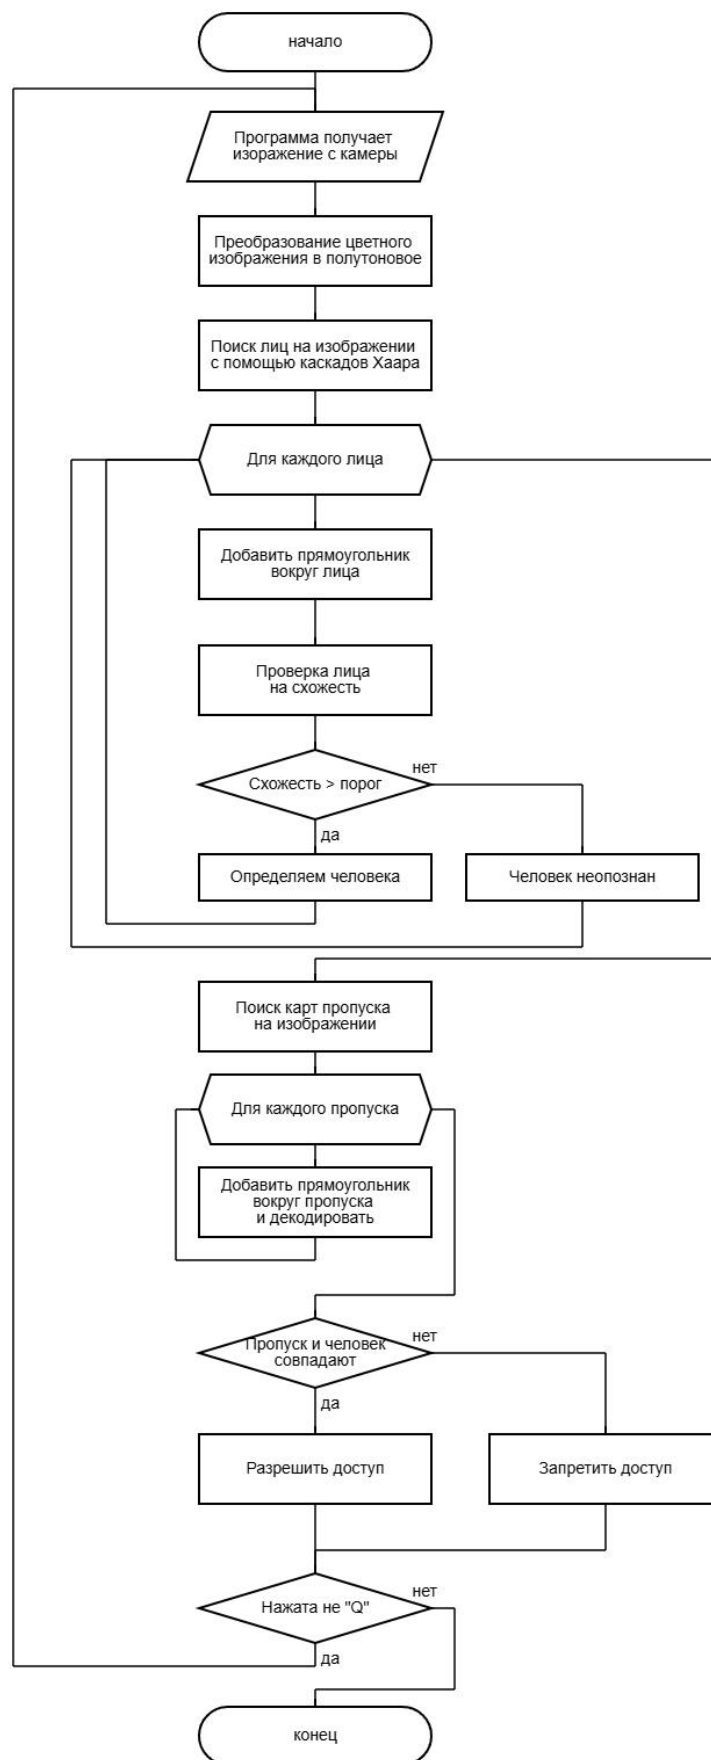 начало
Программа получает
изоражение с камеры
Преобразование цветного
изображения в полутоновое
Поиск лиц на изображении
с помощью каскадов Хаара
Для каждого лица
Добавить прямоугольник
вокруг лица
Проверка лица
на схожесть
Схожесть > порог
нет
да
Определяем человека
Человек неопознан
Поиск карт пропуска
на изображении
Для каждого пропуска
Добавить прямоугольник
вокруг пропуска
и декодировать
Пропуск и человек
совпадают
нет
да
Разрешить доступ
Запретить доступ
Нажата не "Q"
нет
да
конец